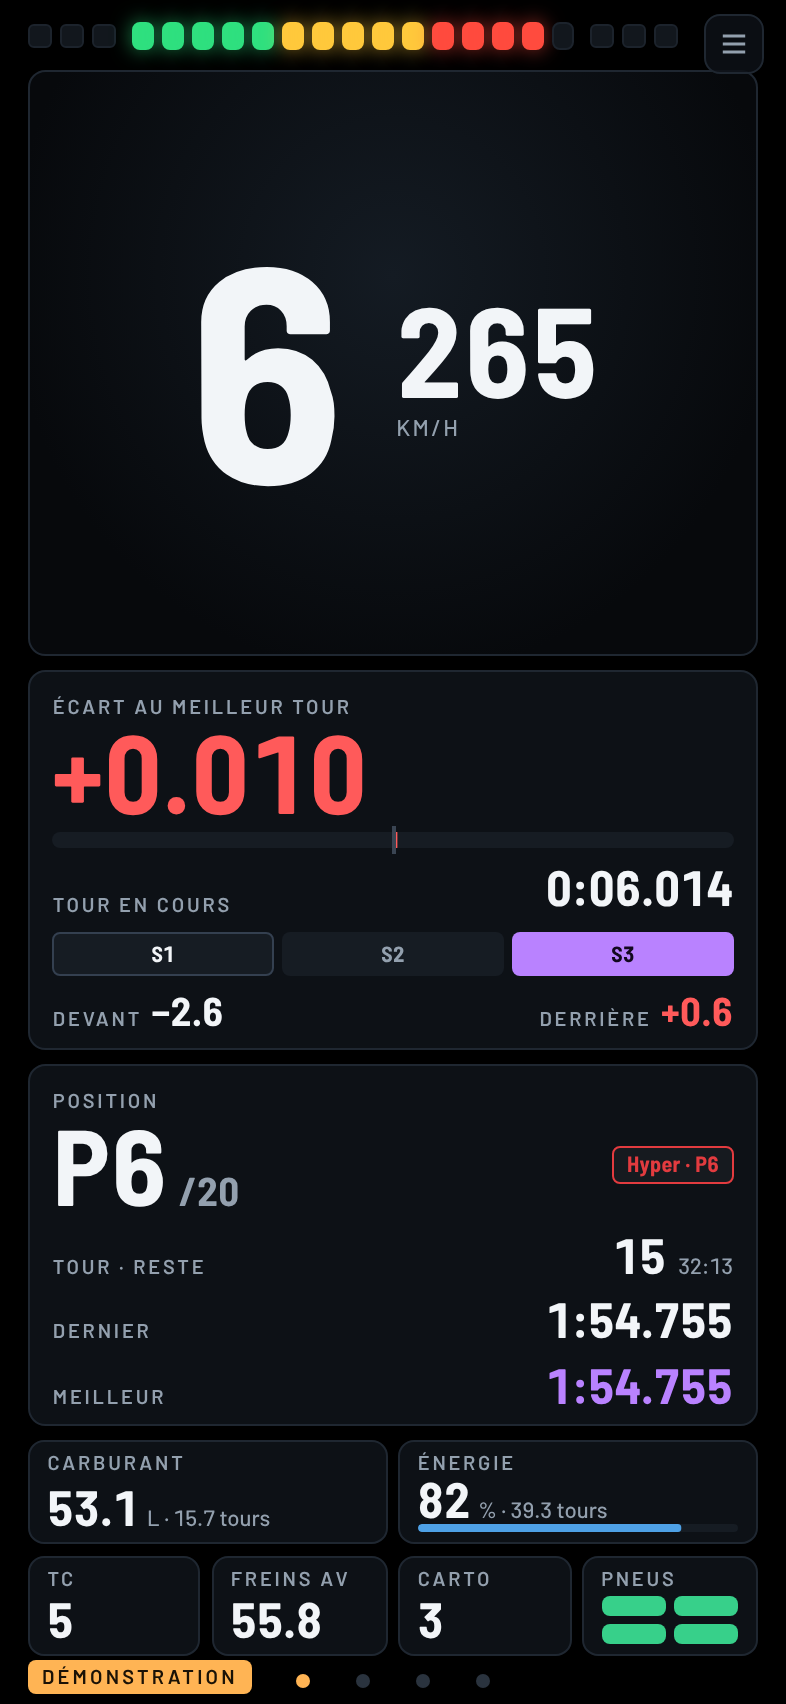 6
265
KM/H
ÉCART AU MEILLEUR TOUR
+0.010
TOUR EN COURS 0:06.014
S1 S2 S3
DEVANT −2.6 DERRIÈRE +0.6
POSITION
P6 /20 Hyper · P6
TOUR · RESTE 15 32:13
DERNIER 1:54.755
MEILLEUR 1:54.755
CARBURANT
53.1 L · 15.7 tours
ÉNERGIE
82 % · 39.3 tours
TC
5
FREINS AV
55.8
CARTO
3
PNEUS
DÉMONSTRATION